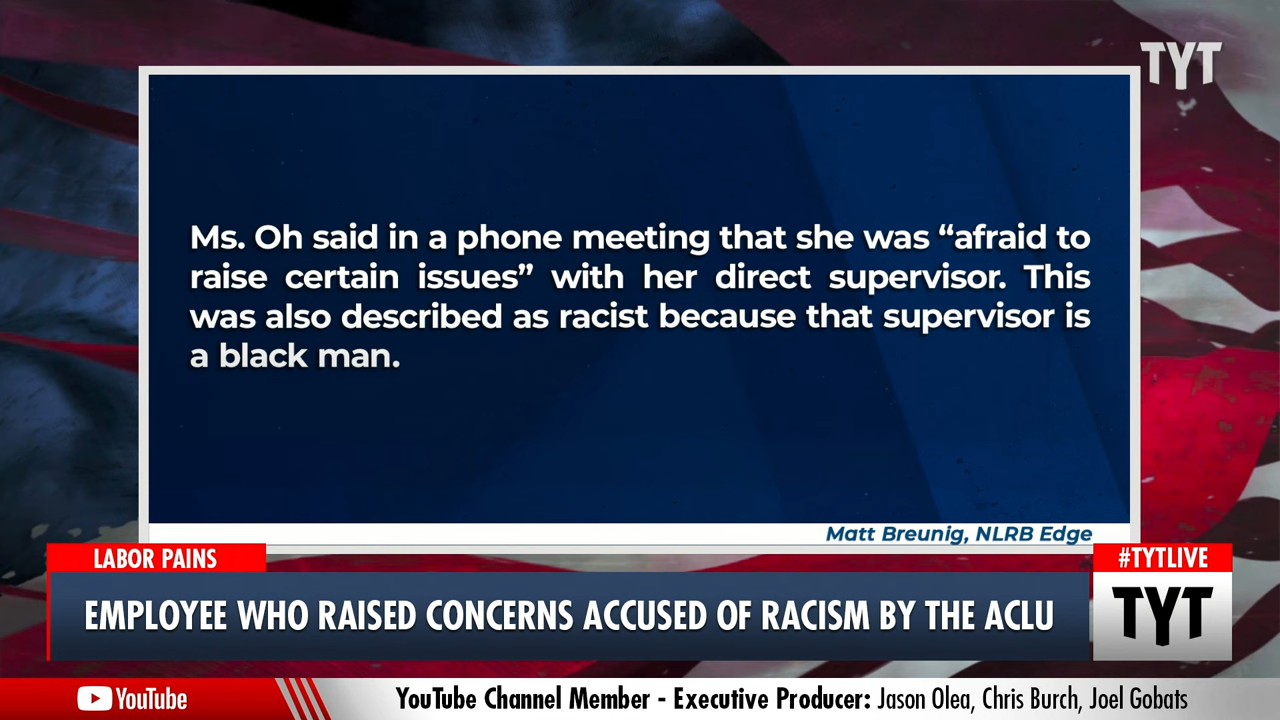 TYT
Ms. Oh said in a phone meeting that she was “afraid to
raise certain issues” with her direct supervisor. This
was also described as racist because that supervisor is
a black man.
Matt Breunig, NLRB Edge
LABOR PAINS
#TYTLIVE
EMPLOYEE WHO RAISED CONCERNS ACCUSED OF RACISM BY THE ACLU
TYT
YouTube
YouTube Channel Member - Executive Producer: Jason Olea, Chris Burch, Joel Gobats